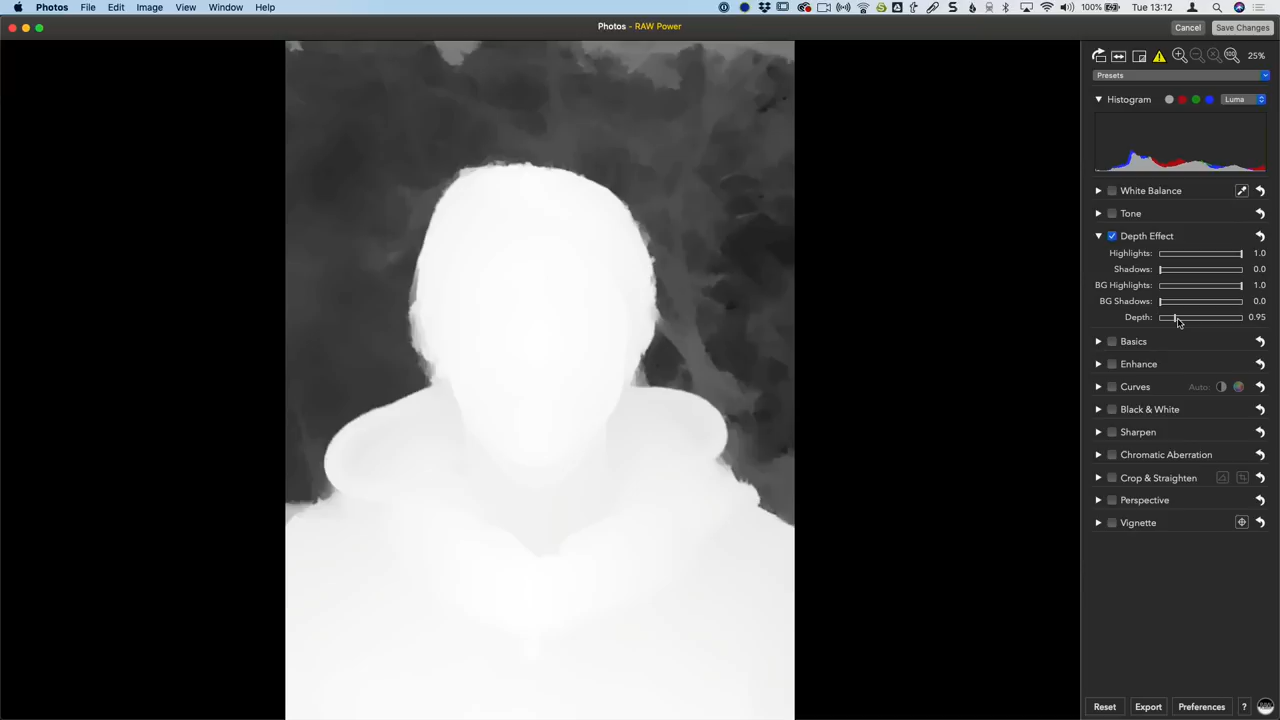 Photos File Edit Image View Window Help 100% Tue 13:12
Photos - RAW Power Cancel Save Changes
25%
Presets
Histogram Luma
White Balance
Tone
Depth Effect
Highlights: 1.0
Shadows: 0.0
BG Highlights: 1.0
BG Shadows: 0.0
Depth: 0.95
Basics
Enhance
Curves Auto:
Black & White
Sharpen
Chromatic Aberration
Crop & Straighten
Perspective
Vignette
Reset Export Preferences ?